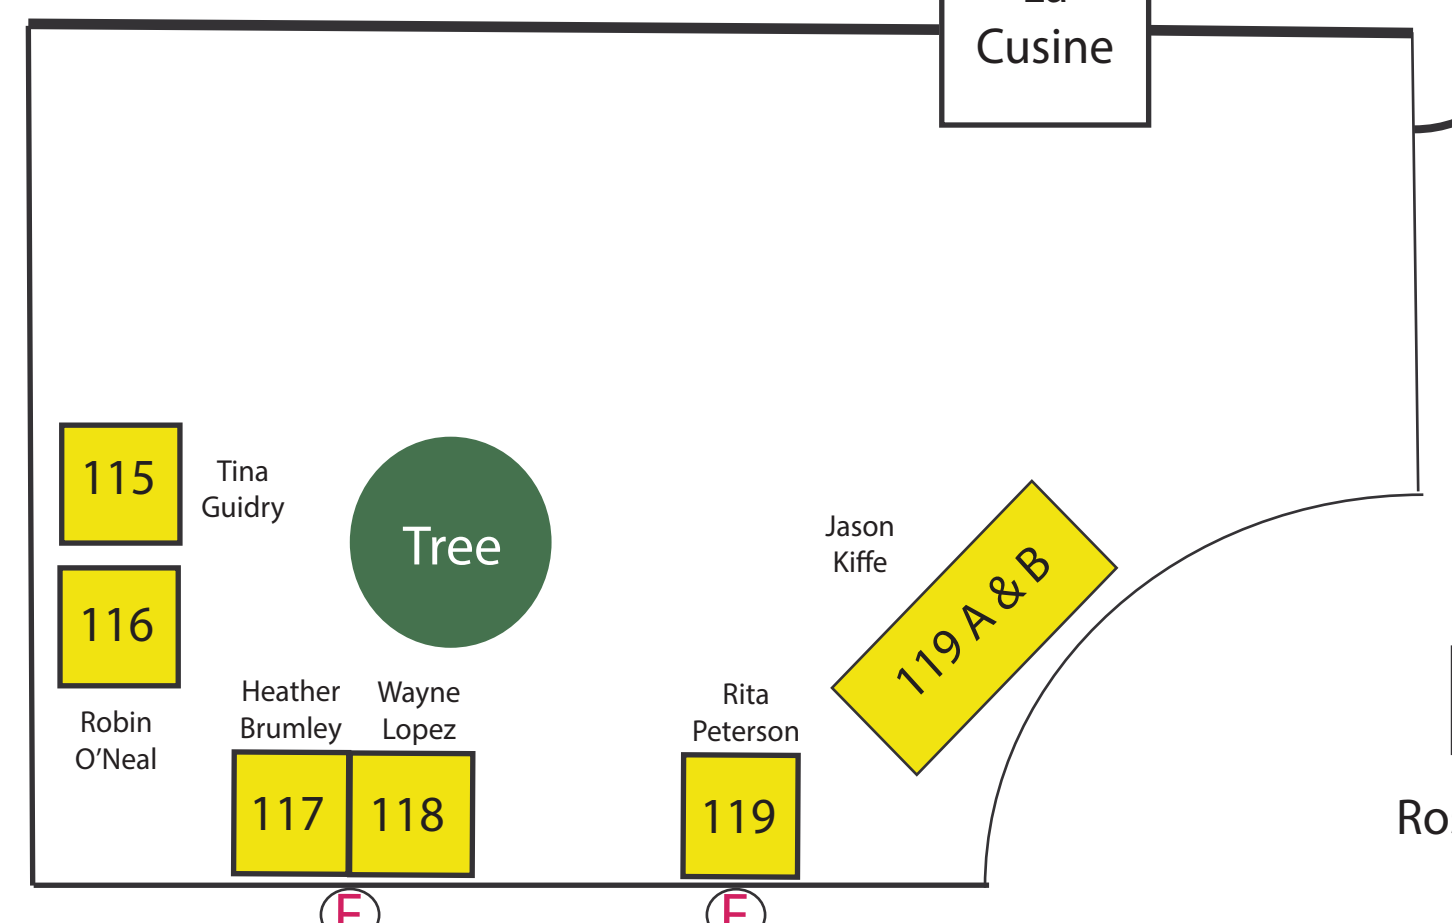 Cusine
115
Tina
Guidry
Tree
116
Robin
O’Neal
Heather
Brumley
Wayne
Lopez
117
118
Rita
Peterson
119
Jason
Kiffe
119 A & B